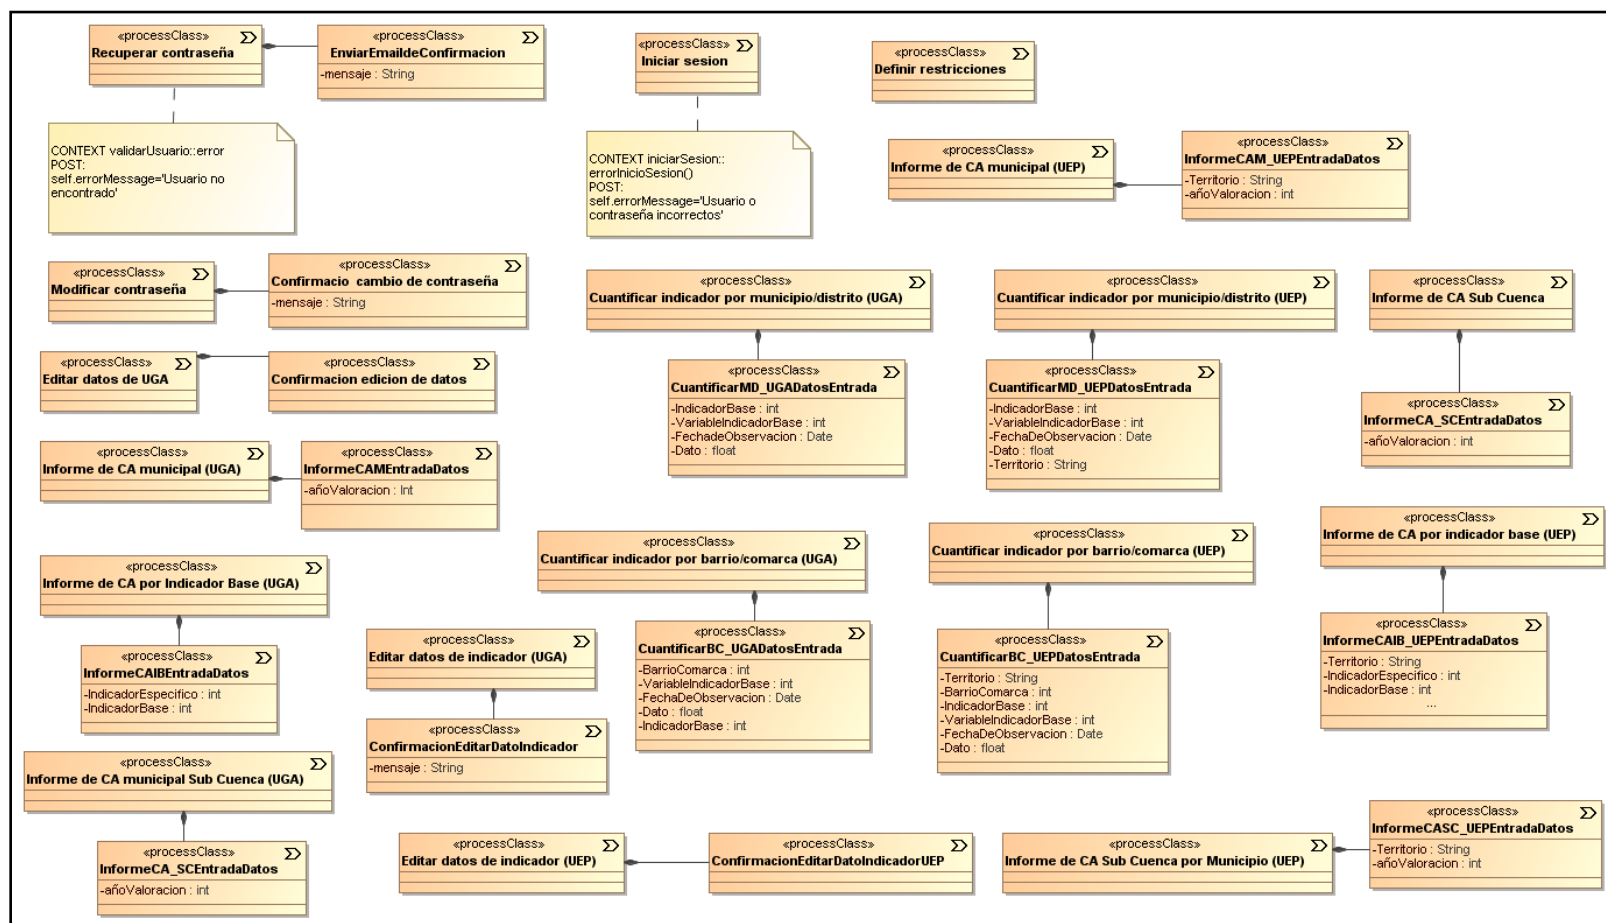 «processClass»
Recuperar contraseña
«processClass»
EnviarEmaildeConfirmacion
-mensaje : String
«processClass»
Iniciar sesion
«processClass»
Definir restricciones
CONTEXT validarUsuario::error
POST:
self.errorMessage='Usuario no
encontrado'
CONTEXT iniciarSesion::
errorInicioSesion()
POST:
self.errorMessage='Usuario o
contraseña incorrectos'
«processClass»
Informe de CA municipal (UEP)
«processClass»
InformeCAM_UEPEntradaDatos
-Territorio : String
-añoValoracion : int
«processClass»
Modificar contraseña
«processClass»
Confirmacio cambio de contraseña
-mensaje : String
«processClass»
Cuantificar indicador por municipio/distrito (UGA)
«processClass»
Cuantificar indicador por municipio/distrito (UEP)
«processClass»
Informe de CA Sub Cuenca
«processClass»
Editar datos de UGA
«processClass»
Confirmacion edicion de datos
«processClass»
CuantificarMD_UGADatosEntrada
-IndicadorBase : int
-VariableIndicadorBase : int
-FechadeObservacion : Date
-Dato : float
«processClass»
CuantificarMD_UEPDatosEntrada
-IndicadorBase : int
-VariableIndicadorBase : int
-FechaDeObservacion : Date
-Dato : float
-Territorio : String
«processClass»
InformeCA_SCEntradaDatos
-añoValoracion : int
«processClass»
Informe de CA municipal (UGA)
«processClass»
InformeCAMEntradaDatos
-añoValoracion : Int
«processClass»
Informe de CA por Indicador Base (UGA)
«processClass»
Cuantificar indicador por barrio/comarca (UGA)
«processClass»
Cuantificar indicador por barrio/comarca (UEP)
«processClass»
Informe de CA por indicador base (UEP)
«processClass»
InformeCAIBEntradaDatos
-IndicadorEspecifico : int
-IndicadorBase : int
«processClass»
Editar datos de indicador (UGA)
«processClass»
CuantificarBC_UGADatosEntrada
-BarrioComarca : int
-VariableIndicadorBase : int
-FechaDeObservacion : Date
-Dato : float
-IndicadorBase : int
«processClass»
CuantificarBC_UEPDatosEntrada
-Territorio : String
-BarrioComarca : int
-IndicadorBase : int
-VariableIndicadorBase : int
-FechaDeObservacion : Date
-Dato : float
«processClass»
InformeCAIB_UEPEntradaDatos
-Territorio : String
-IndicadorEspecifico : int
-IndicadorBase : int
...
«processClass»
ConfirmacionEditarDatoIndicador
-mensaje : String
«processClass»
Informe de CA municipal Sub Cuenca (UGA)
«processClass»
InformeCA_SCEntradaDatos
-añoValoracion : int
«processClass»
Editar datos de indicador (UEP)
«processClass»
ConfirmacionEditarDatoIndicadorUEP
«processClass»
Informe de CA Sub Cuenca por Municipio (UEP)
«processClass»
InformeCASC_UEPEntradaDatos
-Territorio : String
-añoValoracion : int